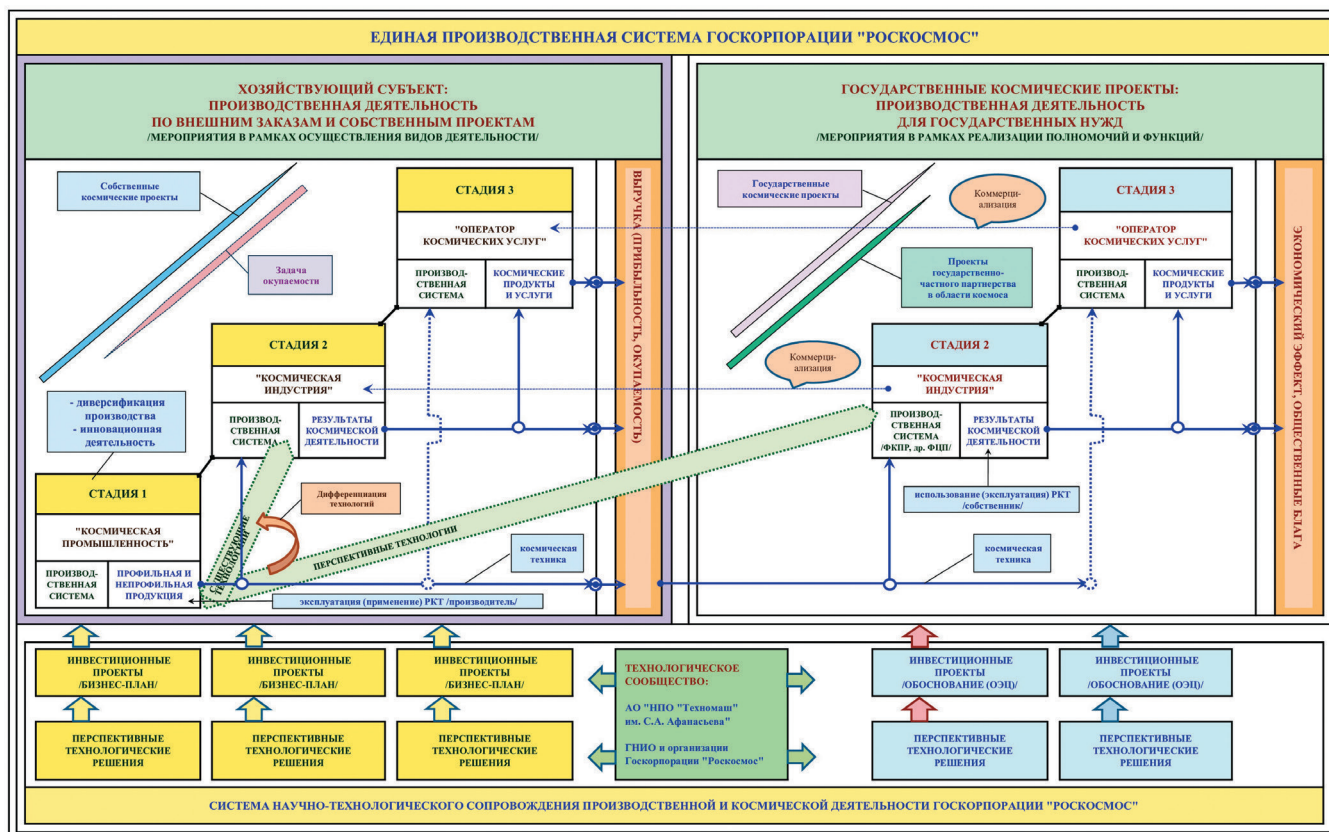 ЕДИНАЯ ПРОИЗВОДСТВЕННАЯ СИСТЕМА ГОСКОРПОРАЦИИ "РОСКОСМОС"
ХОЗЯЙСТВУЮЩИЙ СУБЪЕКТ:
ПРОИЗВОДСТВЕННАЯ ДЕЯТЕЛЬНОСТЬ
ПО ВНЕШНИМ ЗАКАЗАМ И СОБСТВЕННЫМ ПРОЕКТАМ
/МЕРОПРИЯТИЯ В РАМКАХ ОСУЩЕСТВЛЕНИЯ ВИДОВ ДЕЯТЕЛЬНОСТИ/
Собственные
космические проекты
Задача
окупаемости
СТАДИЯ 3
"ОПЕРАТОР
КОСМИЧЕСКИХ УСЛУГ"
ПРОИЗВОД-
СТВЕННАЯ
СИСТЕМА
КОСМИЧЕСКИЕ
ПРОДУКТЫ
И УСЛУГИ
СТАДИЯ 2
"КОСМИЧЕСКАЯ
ИНДУСТРИЯ"
ПРОИЗВОД-
СТВЕННАЯ
СИСТЕМА
РЕЗУЛЬТАТЫ
КОСМИЧЕСКОЙ
ДЕЯТЕЛЬНОСТИ
- диверсификация
производства
- инновационная
деятельность
СТАДИЯ 1
"КОСМИЧЕСКАЯ
ПРОМЫШЛЕННОСТЬ"
ПРОИЗВОД-
СТВЕННАЯ
СИСТЕМА
ПРОФИЛЬНАЯ И
НЕПРОФИЛЬНАЯ
ПРОДУКЦИЯ
СУЩЕСТВУЮЩИЕ
ТЕХНОЛОГИИ
Дифференциация
технологий
ПЕРСПЕКТИВНЫЕ ТЕХНОЛОГИИ
космическая
техника
эксплуатация (применение) РКТ /производитель/
ВЫРУЧКА (ПРИБЫЛЬНОСТЬ, ОКУПАЕМОСТЬ)
ГОСУДАРСТВЕННЫЕ КОСМИЧЕСКИЕ ПРОЕКТЫ:
ПРОИЗВОДСТВЕННАЯ ДЕЯТЕЛЬНОСТЬ
ДЛЯ ГОСУДАРСТВЕННЫХ НУЖД
/МЕРОПРИЯТИЯ В РАМКАХ РЕАЛИЗАЦИИ ПОЛНОМОЧИЙ И ФУНКЦИЙ/
Государственные
космические проекты
Коммерци-
ализация
Проекты
государственно-
частного партнерства
в области космоса
СТАДИЯ 3
"ОПЕРАТОР
КОСМИЧЕСКИХ УСЛУГ"
ПРОИЗВОД-
СТВЕННАЯ
СИСТЕМА
КОСМИЧЕСКИЕ
ПРОДУКТЫ
И УСЛУГИ
Коммерци-
ализация
СТАДИЯ 2
"КОСМИЧЕСКАЯ
ИНДУСТРИЯ"
ПРОИЗВОД-
СТВЕННАЯ
СИСТЕМА
/ФКПР, др. ФЦП/
РЕЗУЛЬТАТЫ
КОСМИЧЕСКОЙ
ДЕЯТЕЛЬНОСТИ
использование (эксплуатация) РКТ
/собственник/
космическая
техника
ЭКОНОМИЧЕСКИЙ ЭФФЕКТ, ОБЩЕСТВЕННЫЕ БЛАГА
ИНВЕСТИЦИОННЫЕ
ПРОЕКТЫ
/БИЗНЕС-ПЛАН/
ИНВЕСТИЦИОННЫЕ
ПРОЕКТЫ
/БИЗНЕС-ПЛАН/
ИНВЕСТИЦИОННЫЕ
ПРОЕКТЫ
/БИЗНЕС-ПЛАН/
ПЕРСПЕКТИВНЫЕ
ТЕХНОЛОГИЧЕСКИЕ
РЕШЕНИЯ
ПЕРСПЕКТИВНЫЕ
ТЕХНОЛОГИЧЕСКИЕ
РЕШЕНИЯ
ПЕРСПЕКТИВНЫЕ
ТЕХНОЛОГИЧЕСКИЕ
РЕШЕНИЯ
ТЕХНОЛОГИЧЕСКОЕ
СООБЩЕСТВО:
АО "НПО "Техномаш"
им. С.А. Афанасьева"
ГНИО и организации
Госкорпорации "Роскосмос"
ИНВЕСТИЦИОННЫЕ
ПРОЕКТЫ
/ОБОСНОВАНИЕ (ОЭЦ)/
ИНВЕСТИЦИОННЫЕ
ПРОЕКТЫ
/ОБОСНОВАНИЕ (ОЭЦ)/
ПЕРСПЕКТИВНЫЕ
ТЕХНОЛОГИЧЕСКИЕ
РЕШЕНИЯ
ПЕРСПЕКТИВНЫЕ
ТЕХНОЛОГИЧЕСКИЕ
РЕШЕНИЯ
СИСТЕМА НАУЧНО-ТЕХНОЛОГИЧЕСКОГО СОПРОВОЖДЕНИЯ ПРОИЗВОДСТВЕННОЙ И КОСМИЧЕСКОЙ ДЕЯТЕЛЬНОСТИ ГОСКОРПОРАЦИИ "РОСКОСМОС"